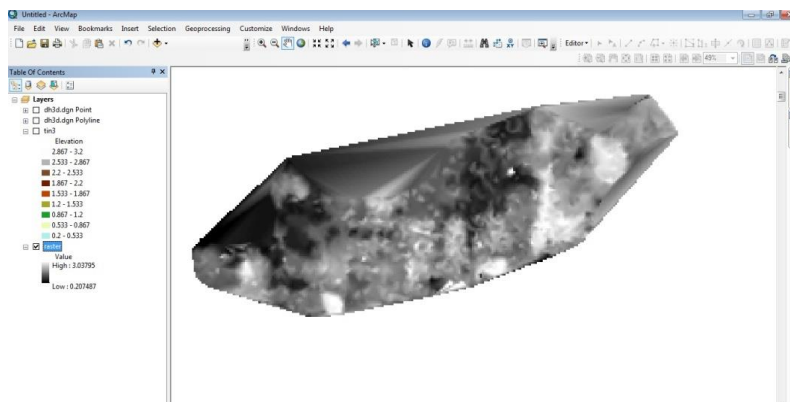 Untitled - ArcMap
File Edit View Bookmarks Insert Selection Geoprocessing Customize Windows Help
Editor
49%
Table Of Contents
Layers
dh3d.dgn Point
dh3d.dgn Polyline
tin3
Elevation
2.867 - 3.2
2.533 - 2.867
2.2 - 2.533
1.867 - 2.2
1.533 - 1.867
1.2 - 1.533
0.867 - 1.2
0.533 - 0.867
0.2 - 0.533
raster
Value
High : 3.03795
Low : 0.207487